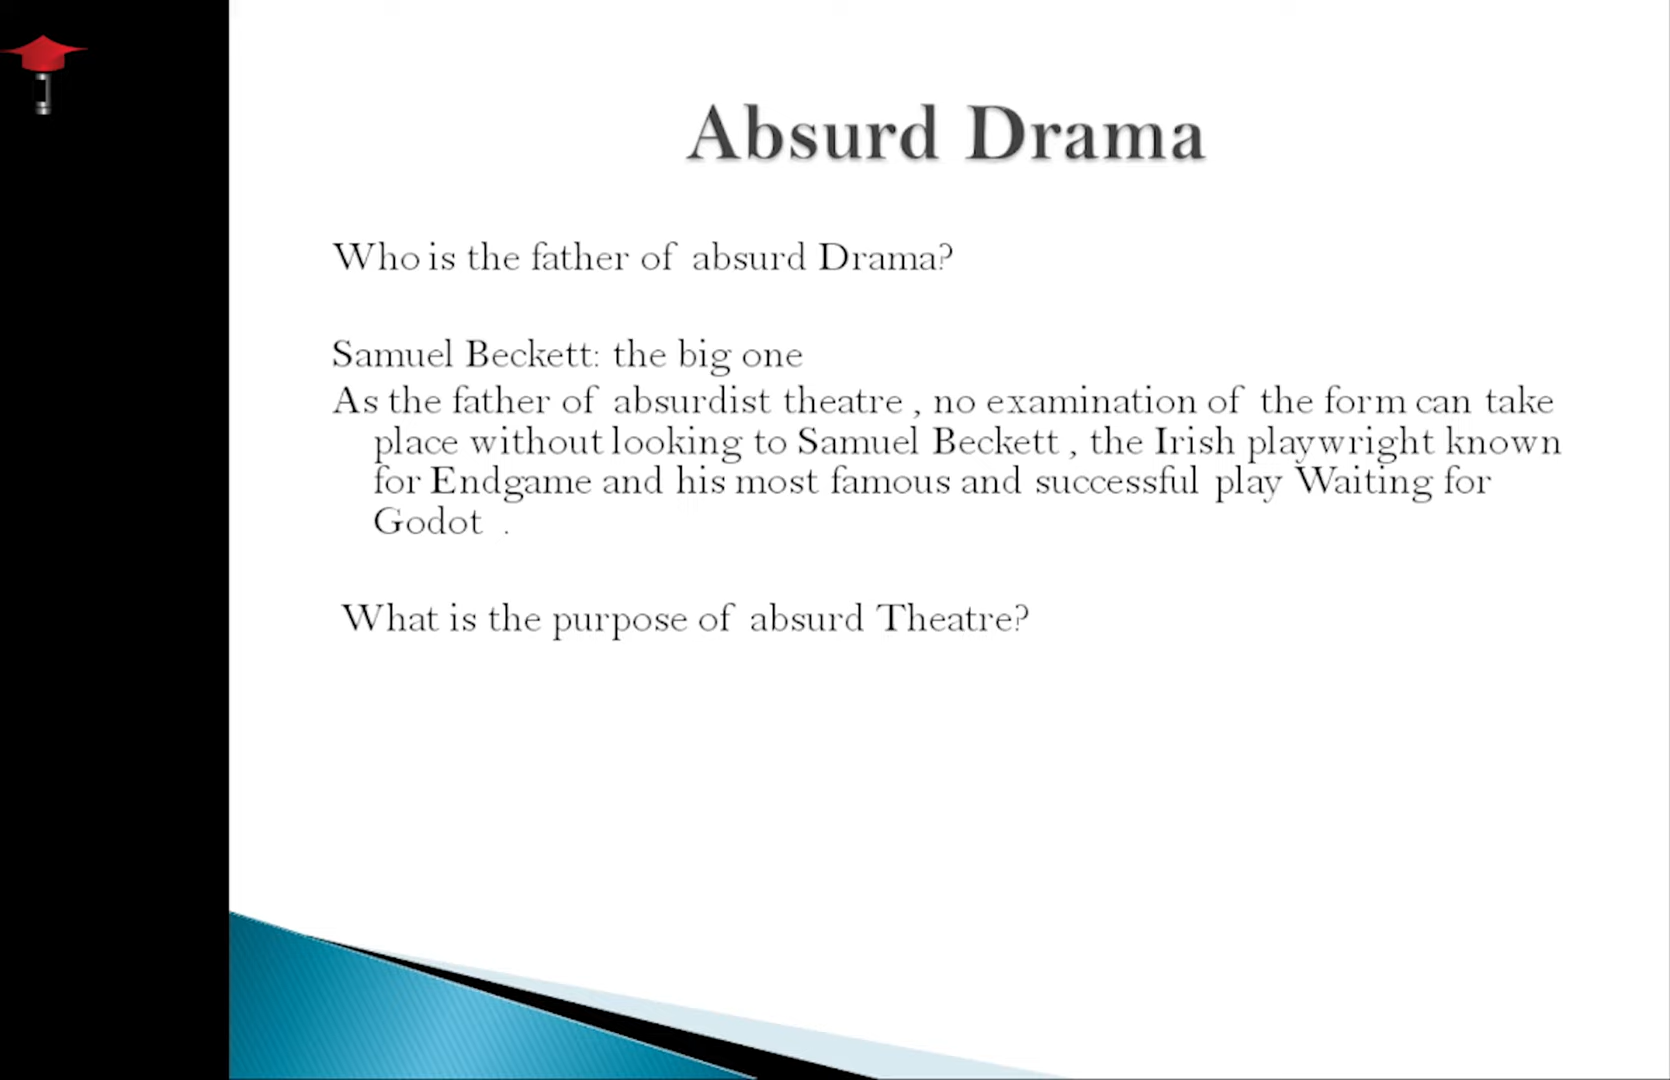 Absurd Drama
Who is the father of absurd Drama?
Samuel Beckett: the big one
As the father of absurdist theatre , no examination of the form can take
place without looking to Samuel Beckett , the Irish playwright known
for Endgame and his most famous and successful play Waiting for
Godot .
What is the purpose of absurd Theatre?